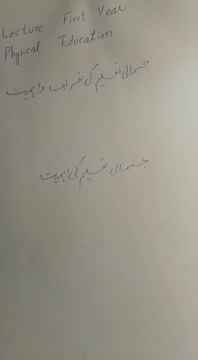 Lecture First Year
Physical Education
جسمانی تعلیم کی تعریف و اہمیت
جسمانی تعلیم کی اہمیت